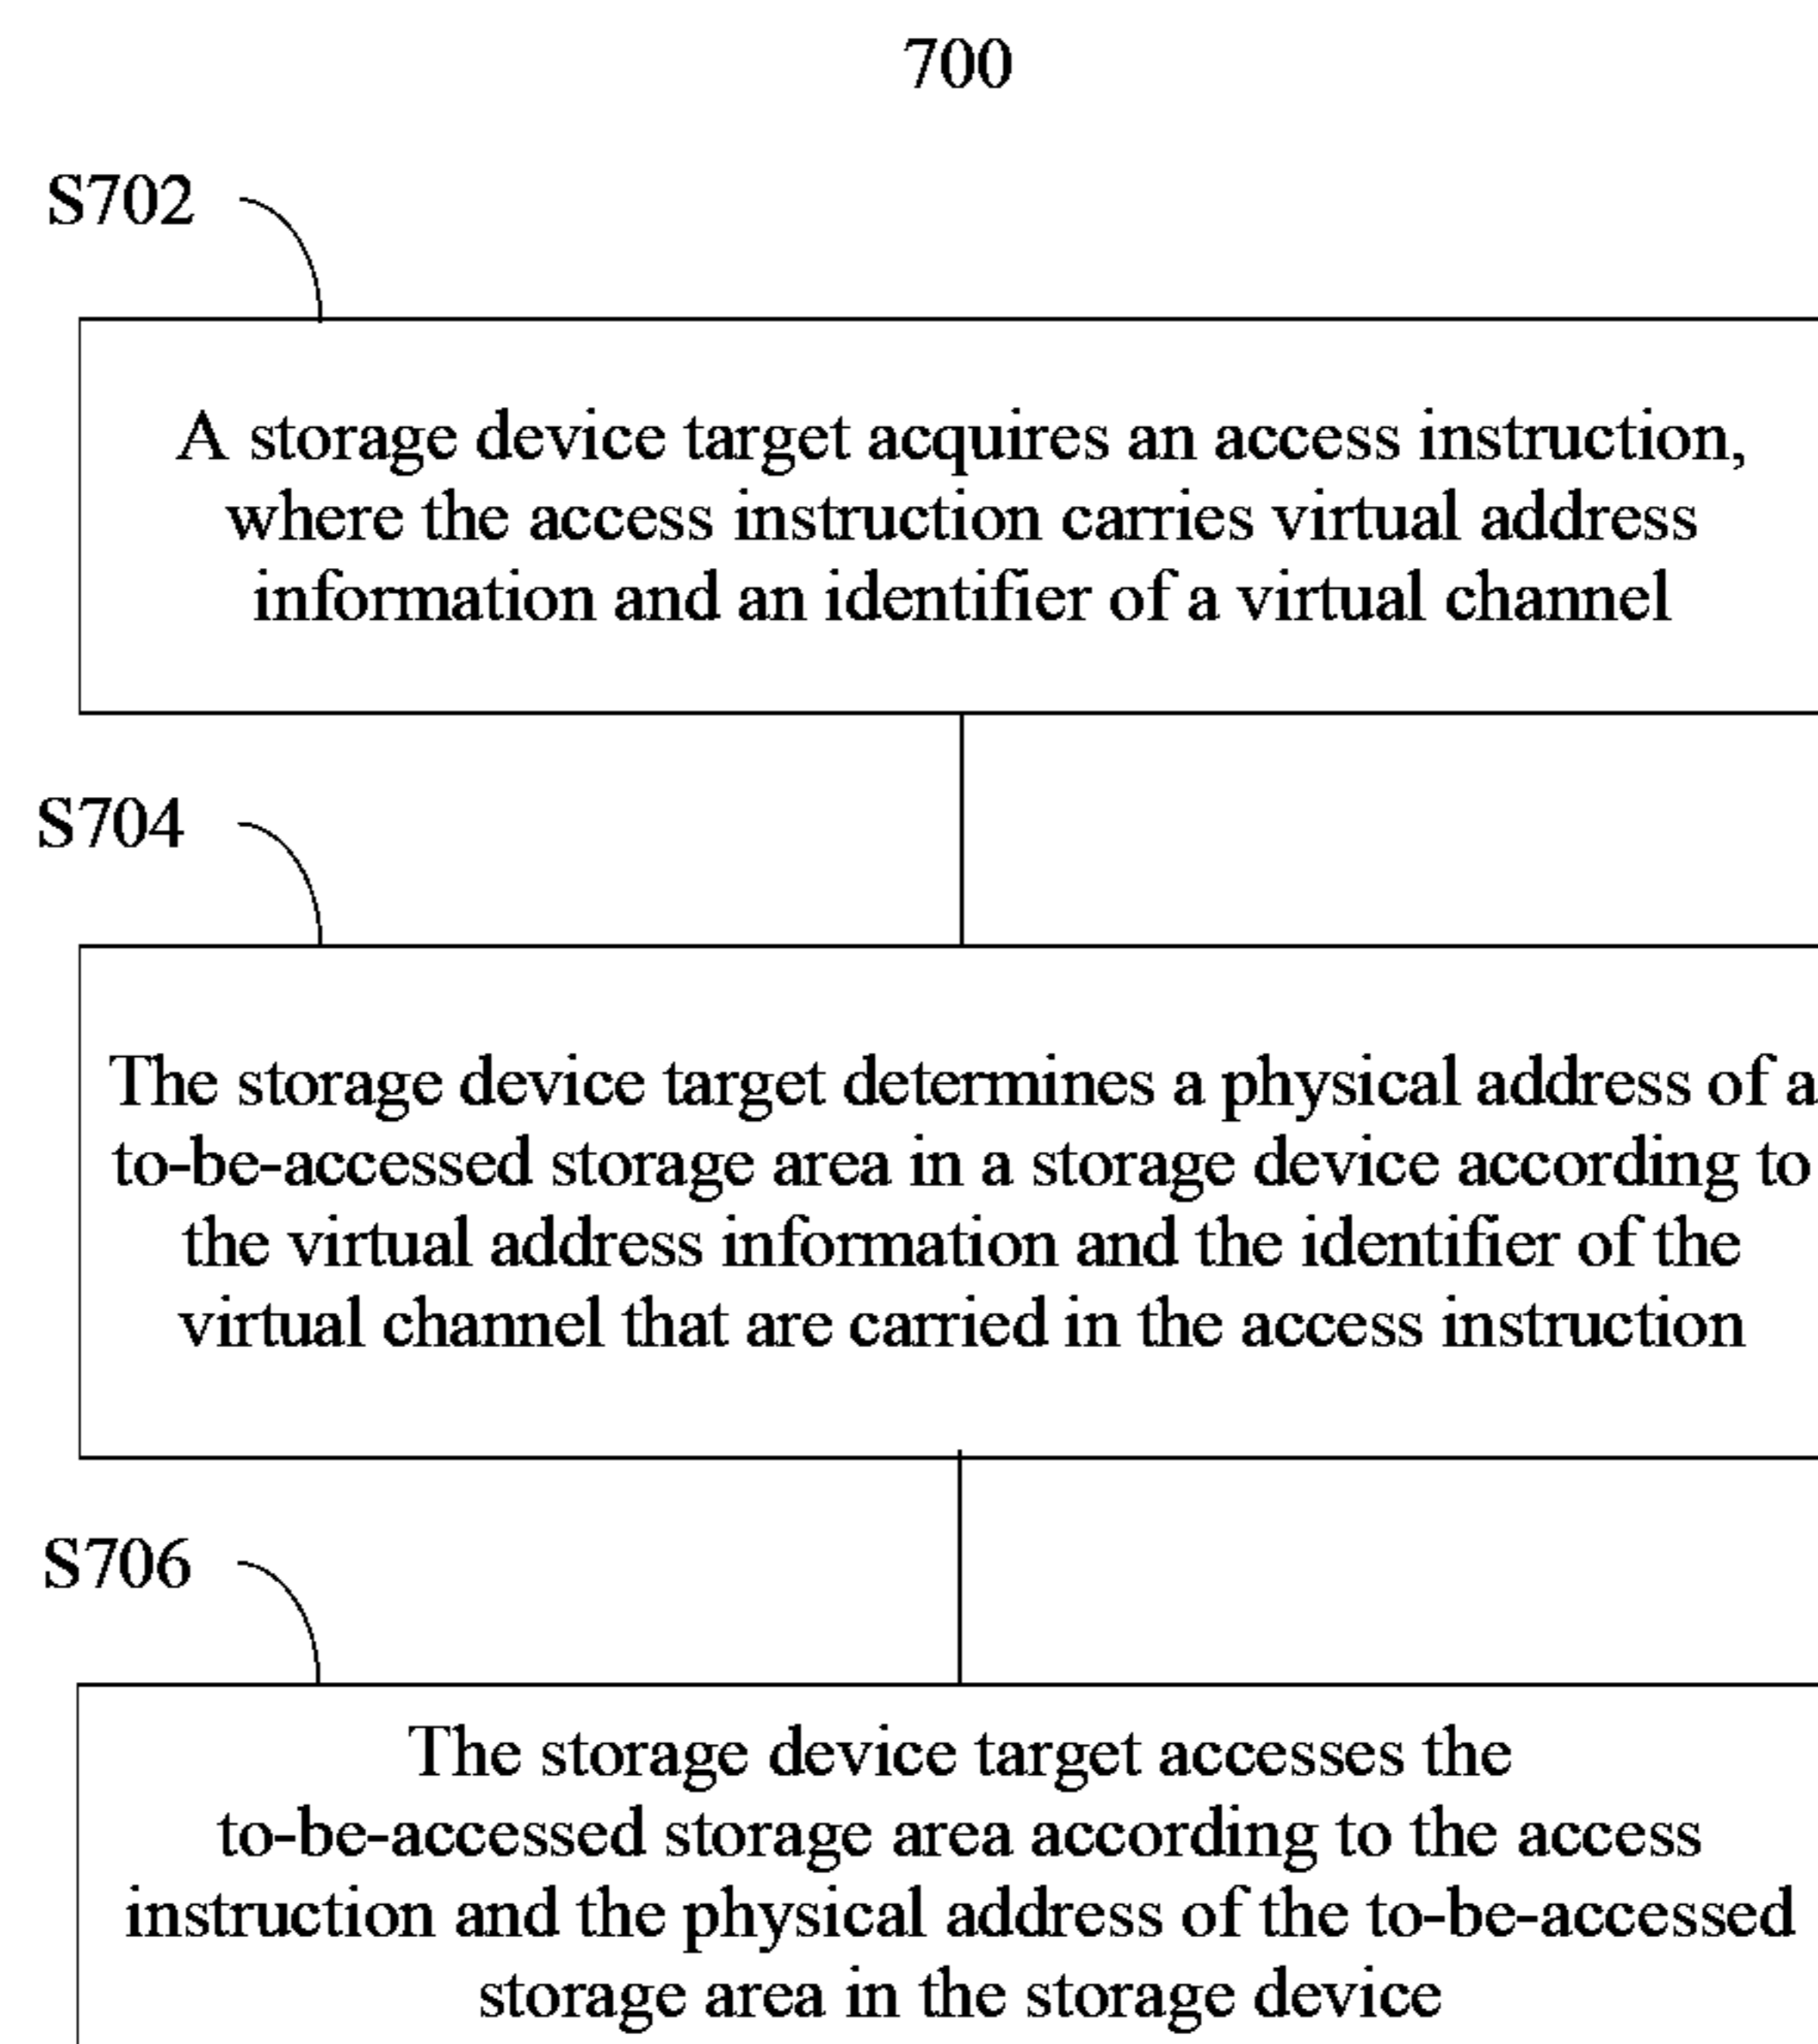 700
S702
A storage device target acquires an access instruction,
where the access instruction carries virtual address
information and an identifier of a virtual channel
S704
The storage device target determines a physical address of a
to-be-accessed storage area in a storage device according to
the virtual address information and the identifier of the
virtual channel that are carried in the access instruction
S706
The storage device target accesses the
to-be-accessed storage area according to the access
instruction and the physical address of the to-be-accessed
storage area in the storage device